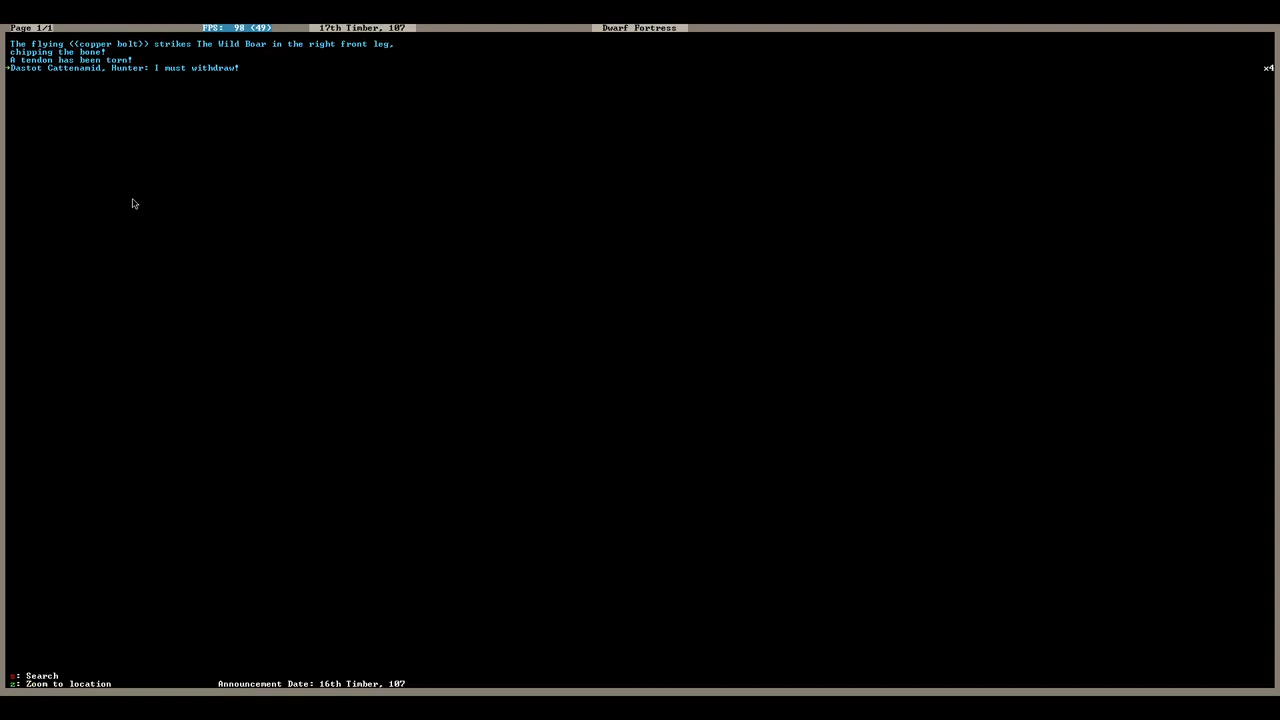 Page 1/1 FPS: 98 (49) 17th Timber, 107 Dwarf Fortress
The flying ((copper bolt)) strikes The Wild Boar in the right front leg,
chipping the bone!
A tendon has been torn!
Dastot Cattenamid, Hunter: I must withdraw! x4
s: Search
z: Zoom to location Announcement Date: 16th Timber, 107